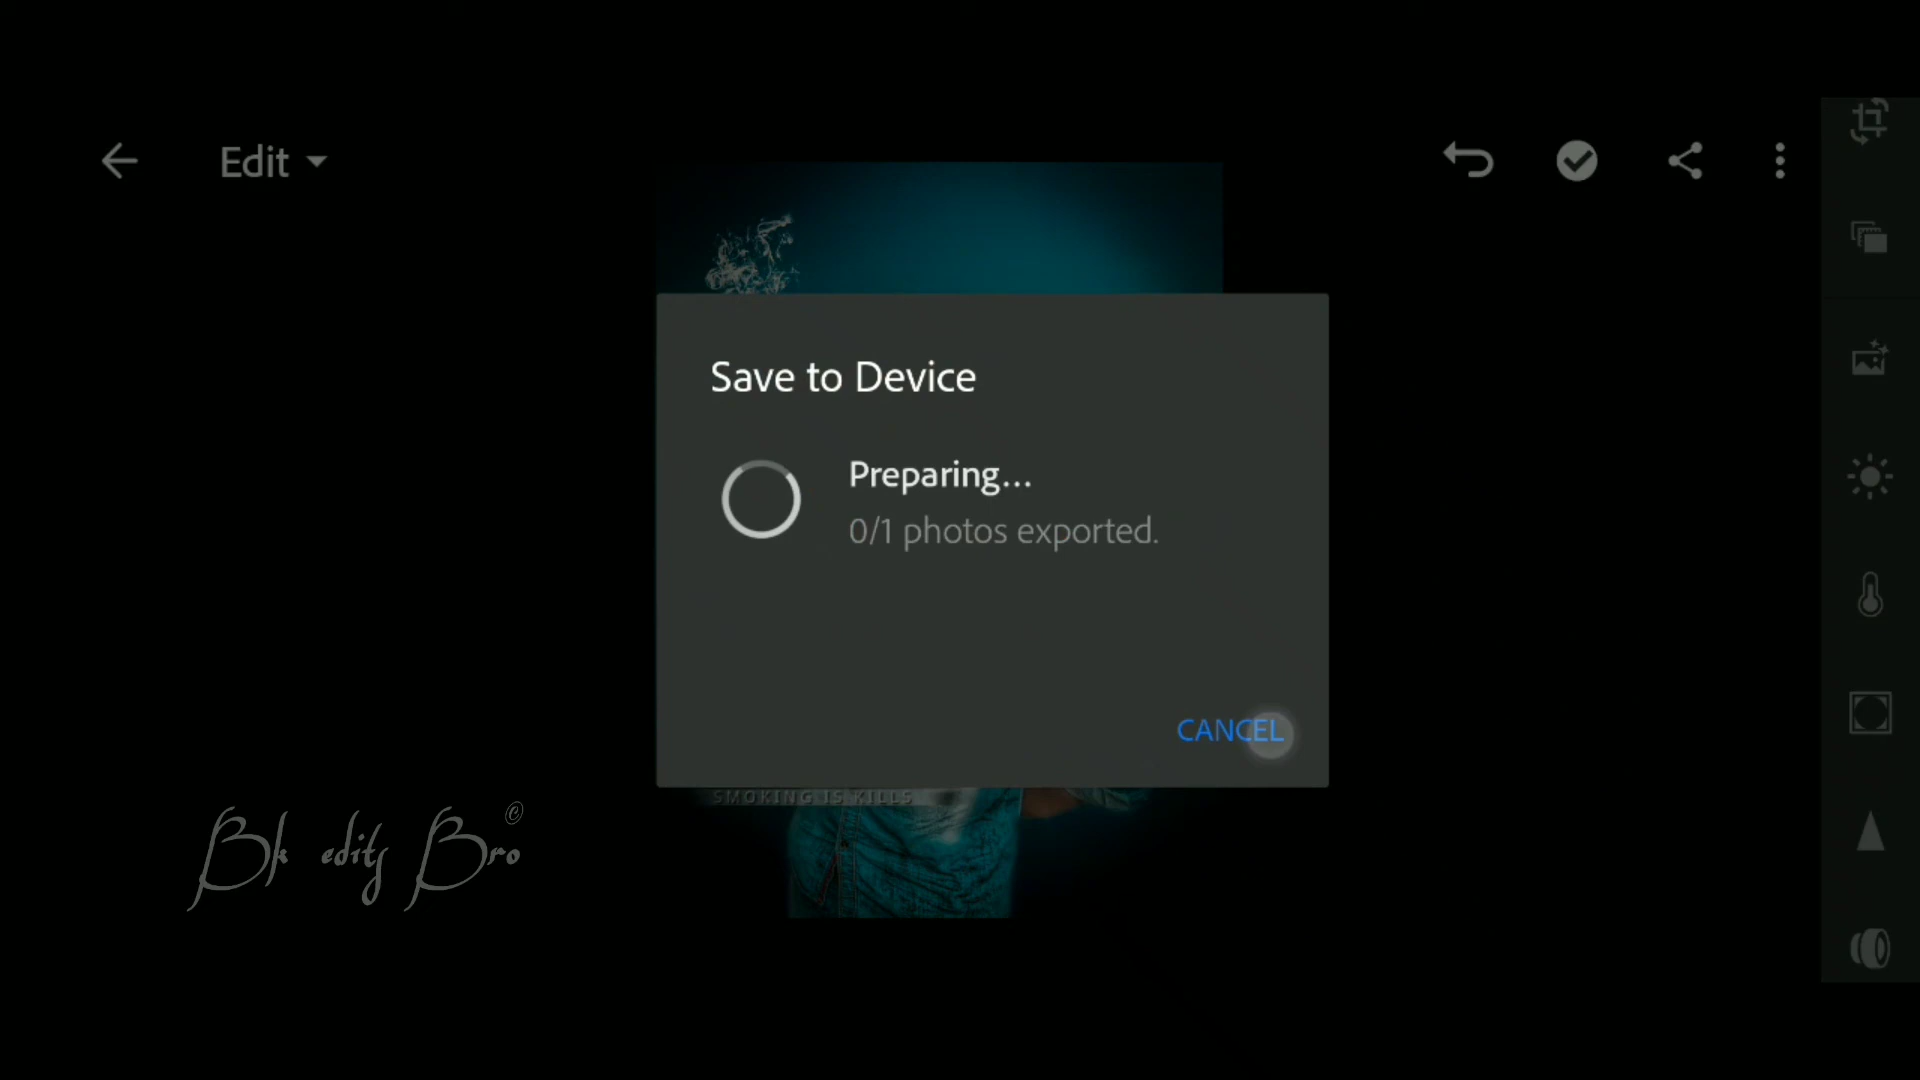 Edit
Save to Device
Preparing...
0/1 photos exported.
CANCEL
SMOKING IS KILLS
Bk edits Bro©